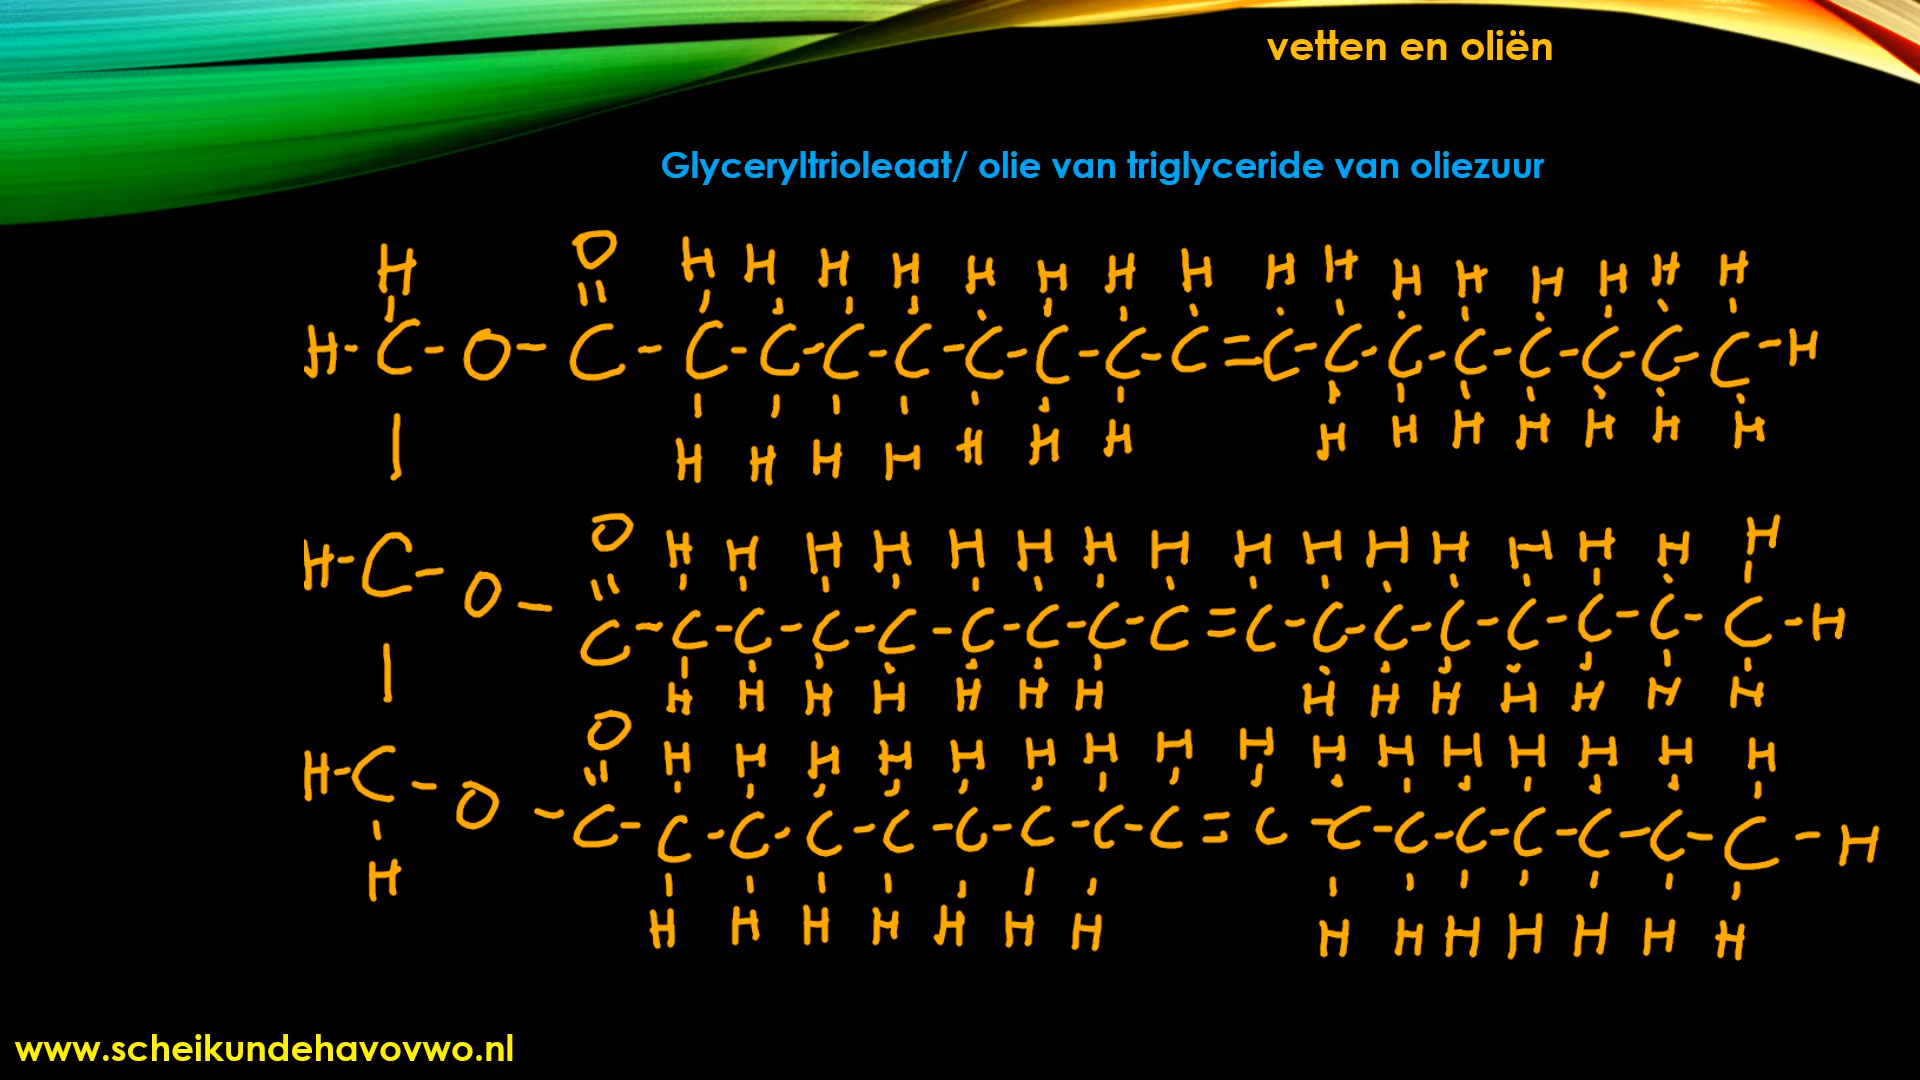 vetten en oliën
Glyceryltrioleaat/ olie van triglyceride van oliezuur
H O H H H H H H H H H H H H H H H H
H-C-O-C-C-C-C-C-C-C-C-C=C-C-C-C-C-C-C-C-H
H H H H H H H H H H H H H H
O H H H H H H H H H H H H H H H H
H-C-O-C-C-C-C-C-C-C-C-C=C-C-C-C-C-C-C-C-H
H H H H H H H H H H H H H H
O H H H H H H H H H H H H H H H H
H-C-O-C-C-C-C-C-C-C-C-C=C-C-C-C-C-C-C-C-H
H H H H H H H H H H H H H H H
www.scheikundehavovwo.nl